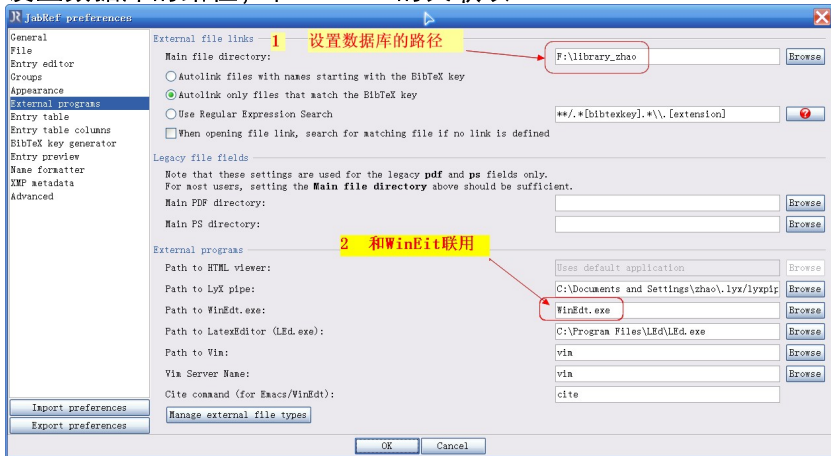 JabRef preferences
General
File
Entry editor
Groups
Appearance
External programs
Entry table
Entry table columns
BibTeX key generator
Entry preview
Name formatter
XMP metadata
Advanced
Import preferences
Export preferences
External file links
1 设置数据库的路径
Main file directory: F:\library_zhao Browse
Autolink files with names starting with the BibTeX key
Autolink only files that match the BibTeX key
Use Regular Expression Search **/.*[bibtexkey].*\\.[extension]
When opening file link, search for matching file if no link is defined
Legacy file fields
Note that these settings are used for the legacy pdf and ps fields only.
For most users, setting the Main file directory above should be sufficient.
Main PDF directory: Browse
Main PS directory: Browse
2 和WinEit联用
External programs
Path to HTML viewer: Uses default application Browse
Path to LyX pipe: C:\Documents and Settings\zhao\.lyx/lyxpip Browse
Path to WinEdt.exe: WinEdt.exe Browse
Path to LatexEditor (LEd.exe): C:\Program Files\LEd\LEd.exe Browse
Path to Vim: vim Browse
Vim Server Name: vim Browse
Cite command (for Emacs/WinEdt): cite
Manage external file types
OK Cancel